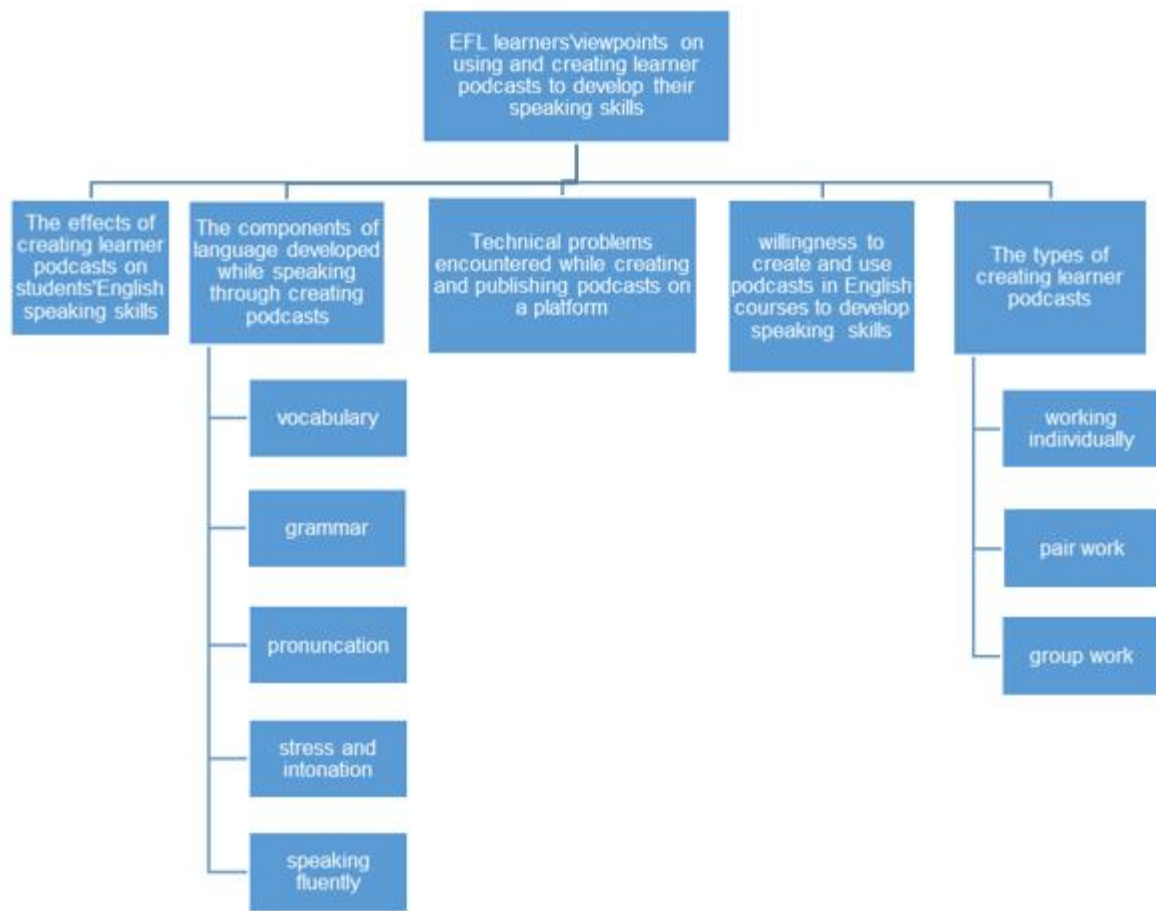 EFL learners'viewpoints on
using and creating learner
podcasts to develop their
speaking skills
The effects of
creating learner
podcasts on
students'English
speaking skills
The components of
language developed
while speaking
through creating
podcasts
Technical problems
encountered while creating
and publishing podcasts on
a platform
willingness to
create and use
podcasts in English
courses to develop
speaking skills
The types of
creating learner
podcasts
vocabulary
grammar
pronuncation
stress and
intonation
speaking
fluently
working
indiividually
pair work
group work